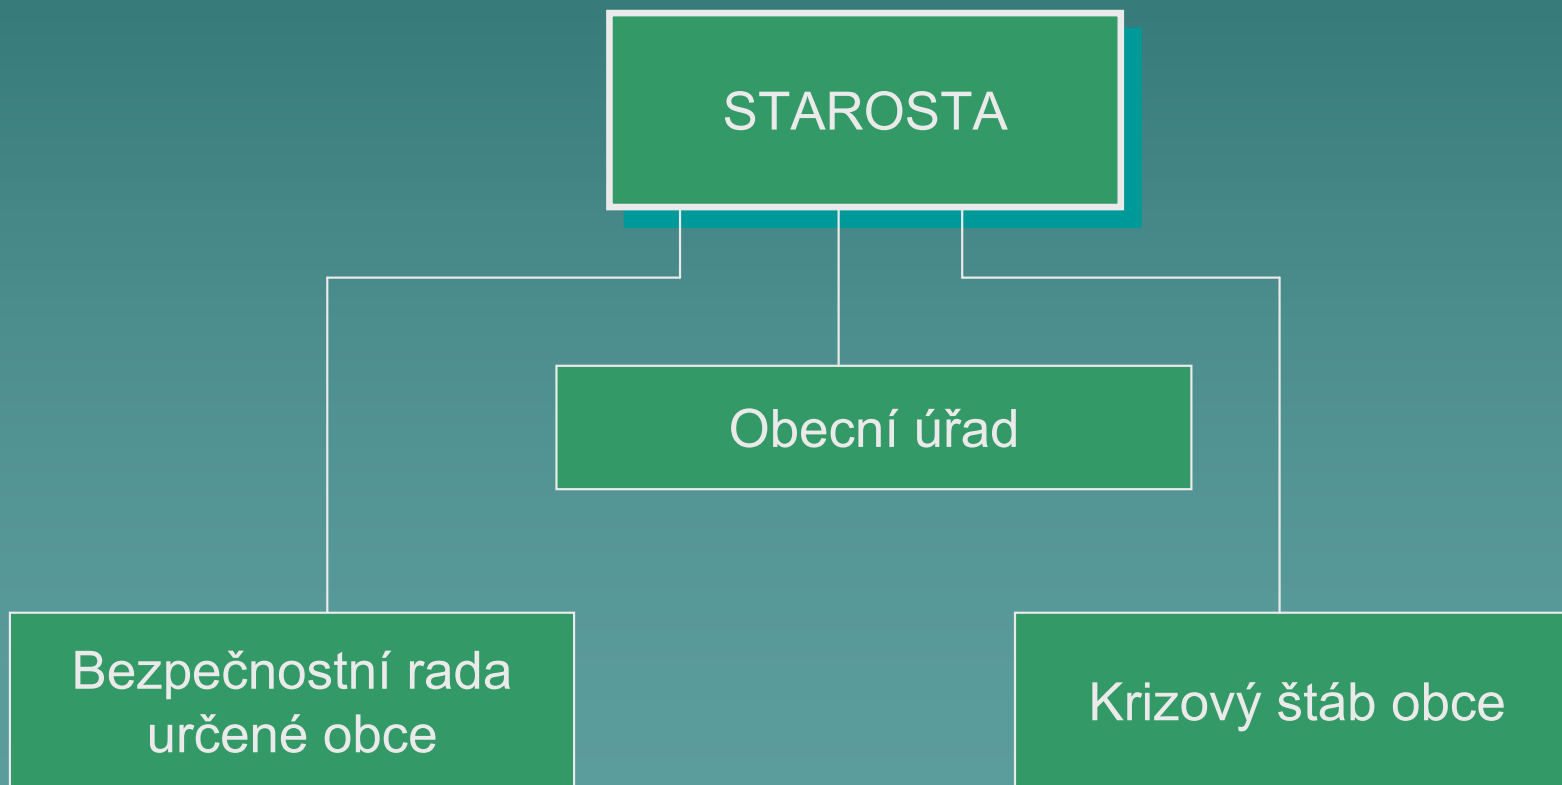 STAROSTA
Obecní úřad
Bezpečnostní rada
určené obce
Krizový štáb obce